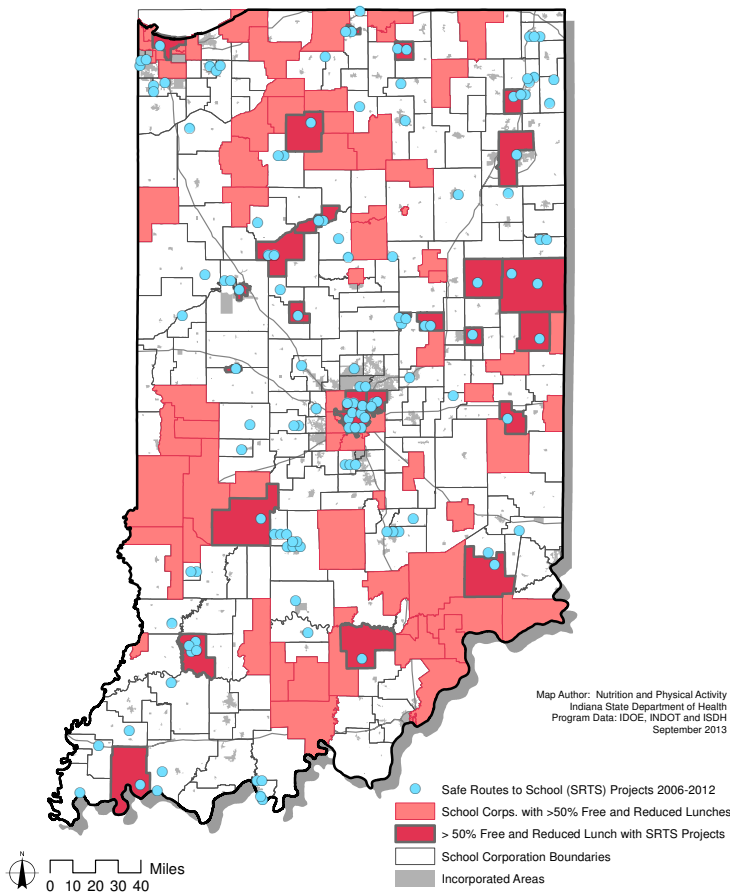 Map Author: Nutrition and Physical Activity
Indiana State Department of Health
Program Data: IDOE, INDOT and ISDH
September 2013
Safe Routes to School (SRTS) Projects 2006-2012
School Corps. with >50% Free and Reduced Lunches
> 50% Free and Reduced Lunch with SRTS Projects
School Corporation Boundaries
Incorporated Areas
N
Miles
0 10 20 30 40